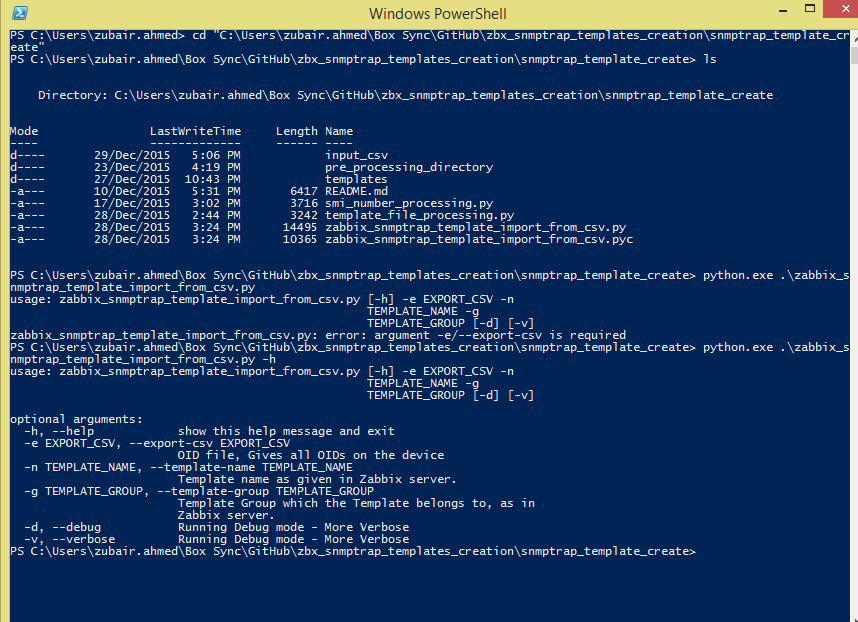 Windows PowerShell
PS C:\Users\zubair.ahmed> cd "C:\Users\zubair.ahmed\Box Sync\GitHub\zbx_snmptrap_templates_creation\snmptrap_template_cr
eate"
PS C:\Users\zubair.ahmed\Box Sync\GitHub\zbx_snmptrap_templates_creation\snmptrap_template_create> ls
Directory: C:\Users\zubair.ahmed\Box Sync\GitHub\zbx_snmptrap_templates_creation\snmptrap_template_create
Mode                LastWriteTime     Length Name
----                -------------     ------ ----
d----        29/Dec/2015   5:06 PM            input_csv
d----        23/Dec/2015   4:19 PM            pre_processing_directory
d----        27/Dec/2015  10:43 PM            templates
-a---        10/Dec/2015   5:31 PM       6417 README.md
-a---        17/Dec/2015   3:02 PM       3716 smi_number_processing.py
-a---        28/Dec/2015   2:44 PM       3242 template_file_processing.py
-a---        28/Dec/2015   3:24 PM      14495 zabbix_snmptrap_template_import_from_csv.py
-a---        28/Dec/2015   3:24 PM      10365 zabbix_snmptrap_template_import_from_csv.pyc
PS C:\Users\zubair.ahmed\Box Sync\GitHub\zbx_snmptrap_templates_creation\snmptrap_template_create> python.exe .\zabbix_s
nmptrap_template_import_from_csv.py
usage: zabbix_snmptrap_template_import_from_csv.py [-h] -e EXPORT_CSV -n
TEMPLATE_NAME -g
TEMPLATE_GROUP [-d] [-v]
zabbix_snmptrap_template_import_from_csv.py: error: argument -e/--export-csv is required
PS C:\Users\zubair.ahmed\Box Sync\GitHub\zbx_snmptrap_templates_creation\snmptrap_template_create> python.exe .\zabbix_s
nmptrap_template_import_from_csv.py -h
usage: zabbix_snmptrap_template_import_from_csv.py [-h] -e EXPORT_CSV -n
TEMPLATE_NAME -g
TEMPLATE_GROUP [-d] [-v]
optional arguments:
-h, --help            show this help message and exit
-e EXPORT_CSV, --export-csv EXPORT_CSV
OID file, Gives all OIDs on the device
-n TEMPLATE_NAME, --template-name TEMPLATE_NAME
Template name as given in Zabbix server.
-g TEMPLATE_GROUP, --template-group TEMPLATE_GROUP
Template Group which the Template belongs to, as in
Zabbix server.
-d, --debug           Running Debug mode - More Verbose
-v, --verbose         Running Debug mode - More Verbose
PS C:\Users\zubair.ahmed\Box Sync\GitHub\zbx_snmptrap_templates_creation\snmptrap_template_create>